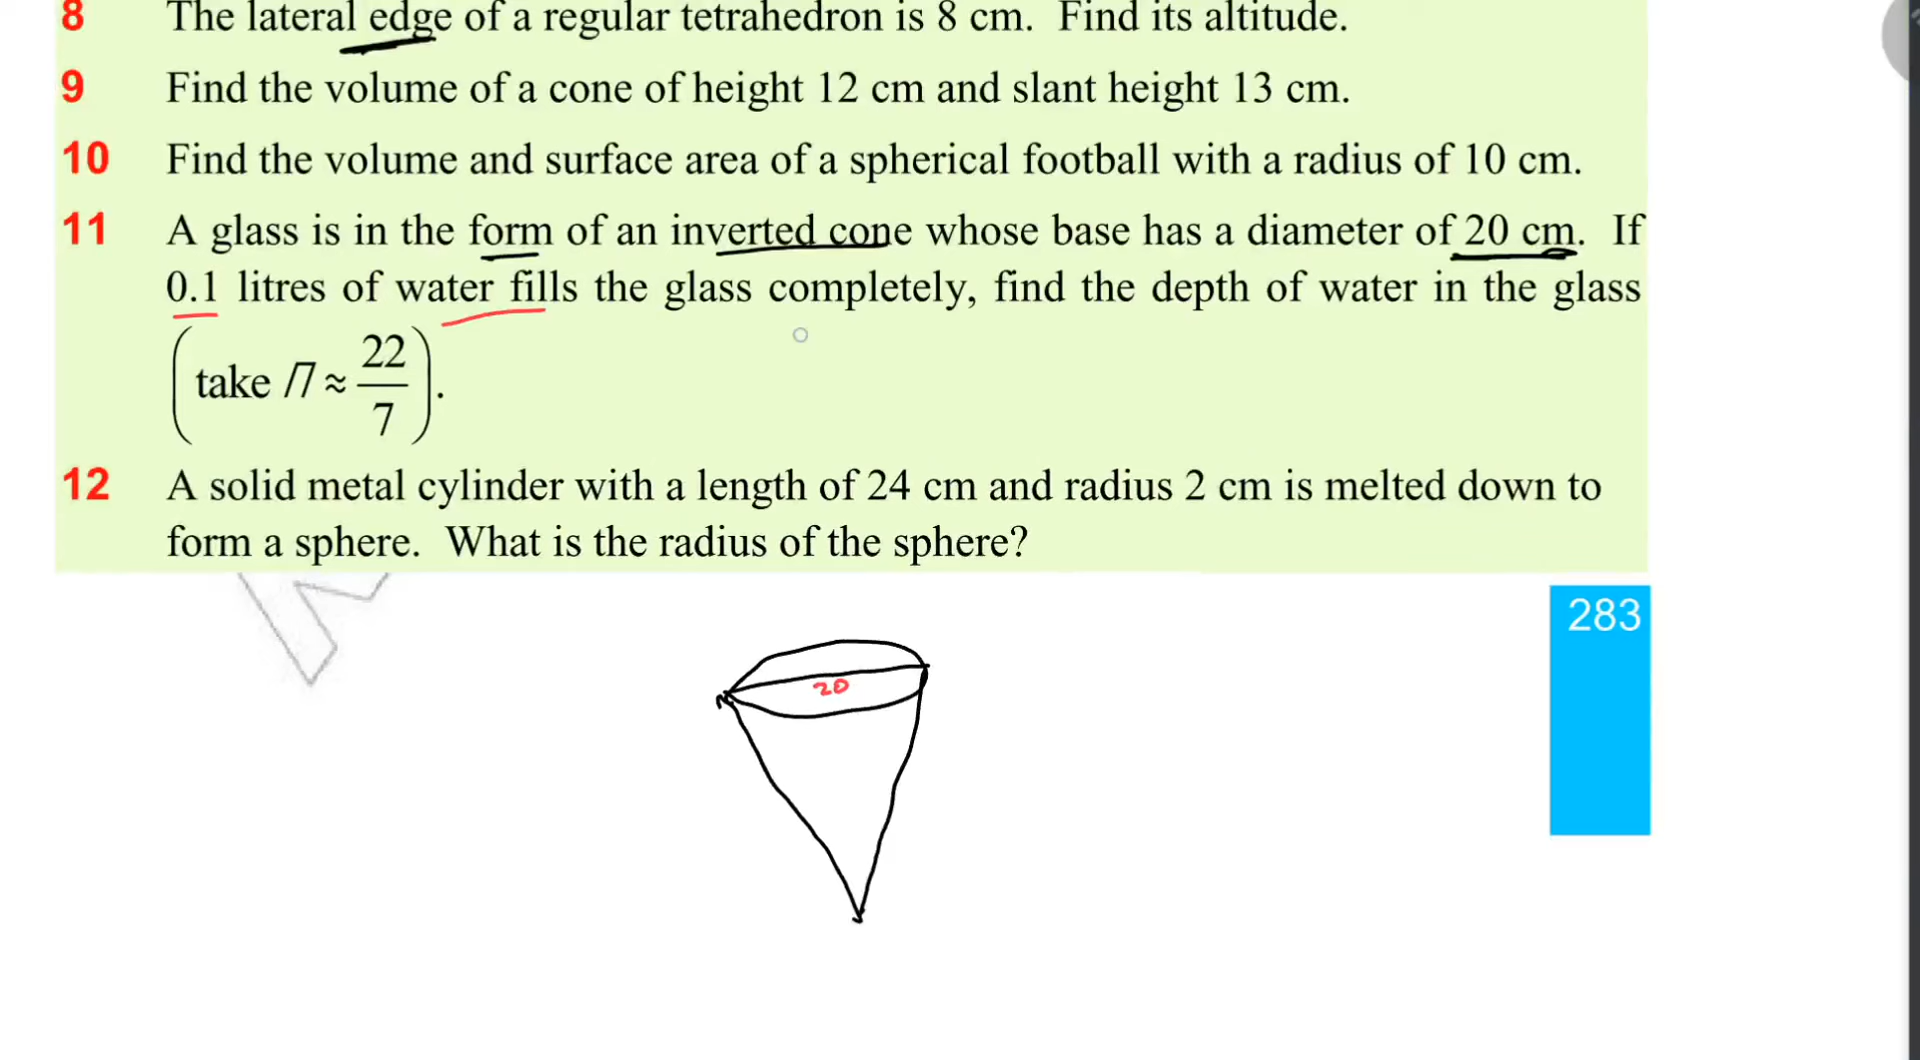 8 The lateral edge of a regular tetrahedron is 8 cm. Find its altitude.
9 Find the volume of a cone of height 12 cm and slant height 13 cm.
10 Find the volume and surface area of a spherical football with a radius of 10 cm.
11 A glass is in the form of an inverted cone whose base has a diameter of 20 cm. If
0.1 litres of water fills the glass completely, find the depth of water in the glass
(take Π ≈ 22/7).
12 A solid metal cylinder with a length of 24 cm and radius 2 cm is melted down to
form a sphere. What is the radius of the sphere?
283
20